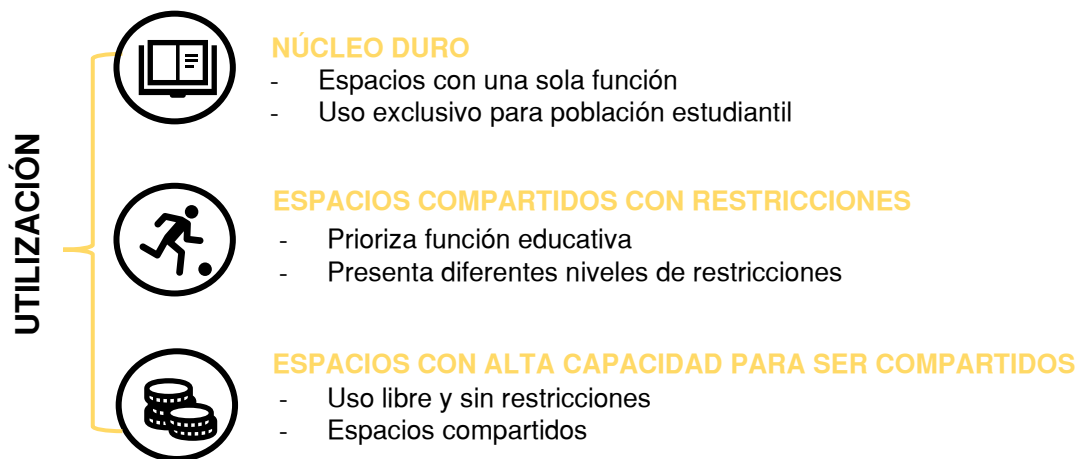 UTILIZACIÓN
NÚCLEO DURO
- Espacios con una sola función
- Uso exclusivo para población estudiantil
ESPACIOS COMPARTIDOS CON RESTRICCIONES
- Prioriza función educativa
- Presenta diferentes niveles de restricciones
ESPACIOS CON ALTA CAPACIDAD PARA SER COMPARTIDOS
- Uso libre y sin restricciones
- Espacios compartidos